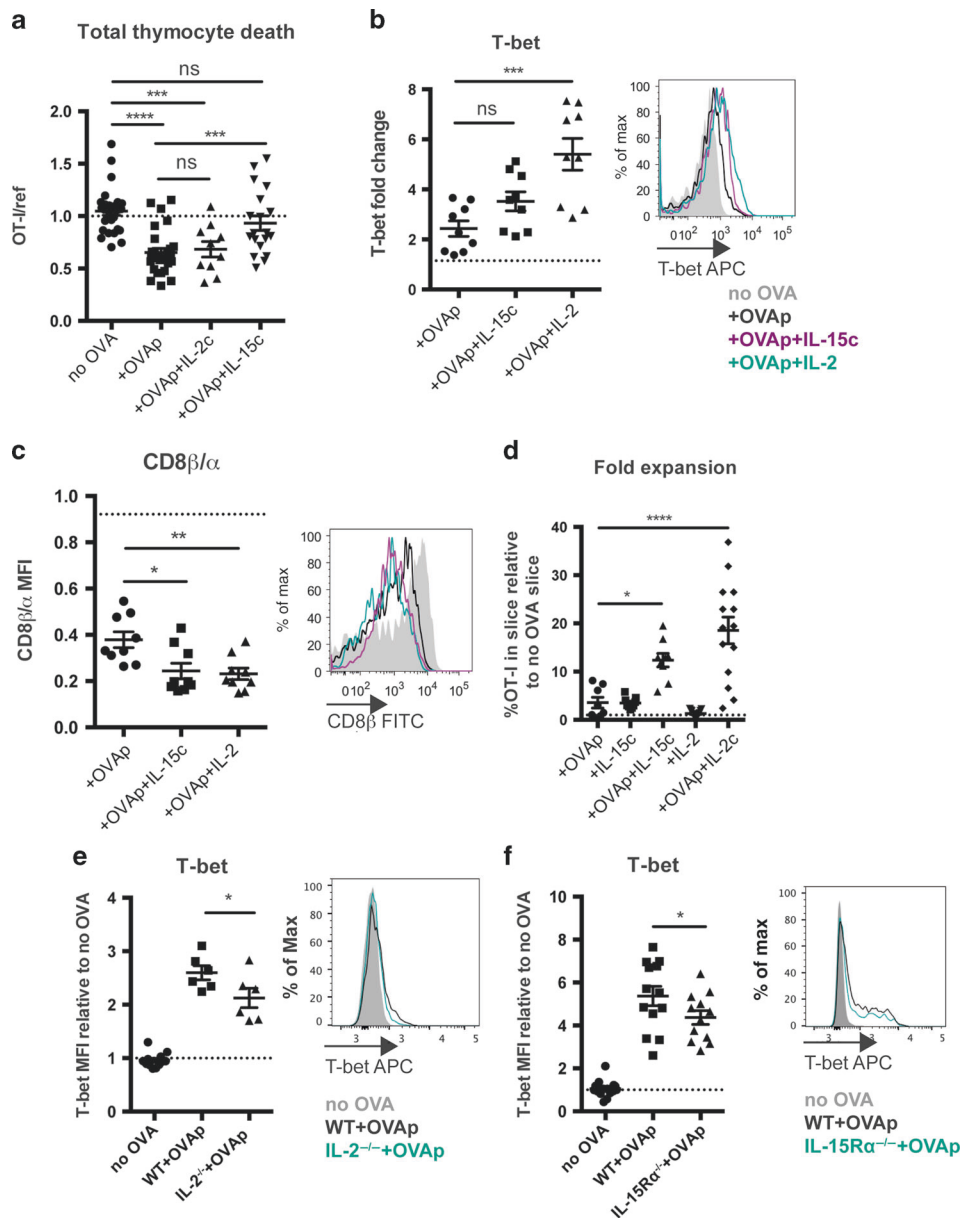 a
Total thymocyte death
ns
***
****
***
ns
OT-I/ref
2.0
1.5
1.0
0.5
0.0
no OVA
+OVAp
+OVAp+IL-2c
+OVAp+IL-15c
b
T-bet
***
ns
T-bet fold change
8
6
4
2
0
+OVAp
+OVAp+IL-15c
+OVAp+IL-2
% of max
100
80
60
40
20
0
0 10² 10³ 10⁴ 10⁵
T-bet APC
no OVA
+OVAp
+OVAp+IL-15c
+OVAp+IL-2
c
CD8β/α
**
*
CD8β/α MFI
1.0
0.8
0.6
0.4
0.2
0.0
+OVAp
+OVAp+IL-15c
+OVAp+IL-2
% of max
100
80
60
40
20
0
0 10² 10³ 10⁴ 10⁵
CD8β FITC
d
Fold expansion
****
*
%OT-I in slice relative
to no OVA slice
40
30
20
10
0
+OVAp
+IL-15c
+OVAp+IL-15c
+IL-2
+OVAp+IL-2c
e
T-bet
*
T-bet MFI relative to no OVA
4
3
2
1
0
no OVA
WT+OVAp
IL-2⁻/⁻+OVAp
% of Max
100
80
60
40
20
0
3 3 4 5
T-bet APC
no OVA
WT+OVAp
IL-2⁻/⁻+OVAp
f
T-bet
*
T-bet MFI relative to no OVA
10
8
6
4
2
0
no OVA
WT+OVAp
IL-15Rα⁻/⁻+OVAp
% of max
100
80
60
40
20
0
3 3 4 5
T-bet APC
no OVA
WT+OVAp
IL-15Rα⁻/⁻+OVAp